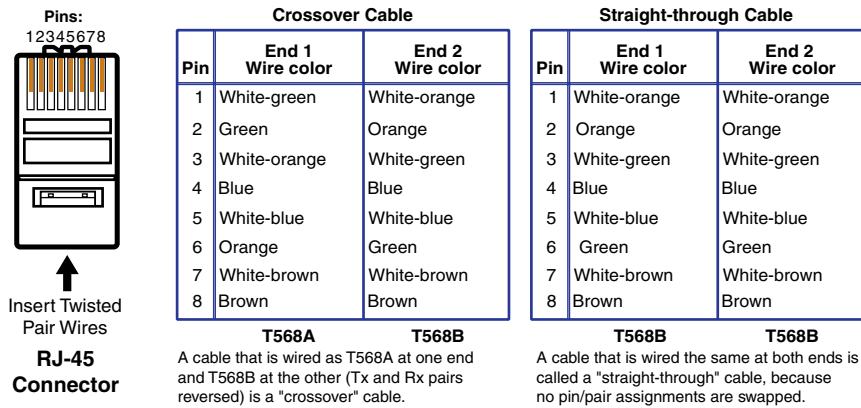 Pins:
12345678
Insert Twisted
Pair Wires
RJ-45
Connector
Crossover Cable
Pin End 1 Wire color End 2 Wire color
1 White-green White-orange
2 Green Orange
3 White-orange White-green
4 Blue Blue
5 White-blue White-blue
6 Orange Green
7 White-brown White-brown
8 Brown Brown
T568A T568B
A cable that is wired as T568A at one end
and T568B at the other (Tx and Rx pairs
reversed) is a "crossover" cable.
Straight-through Cable
Pin End 1 Wire color End 2 Wire color
1 White-orange White-orange
2 Orange Orange
3 White-green White-green
4 Blue Blue
5 White-blue White-blue
6 Green Green
7 White-brown White-brown
8 Brown Brown
T568B T568B
A cable that is wired the same at both ends is
called a "straight-through" cable, because
no pin/pair assignments are swapped.